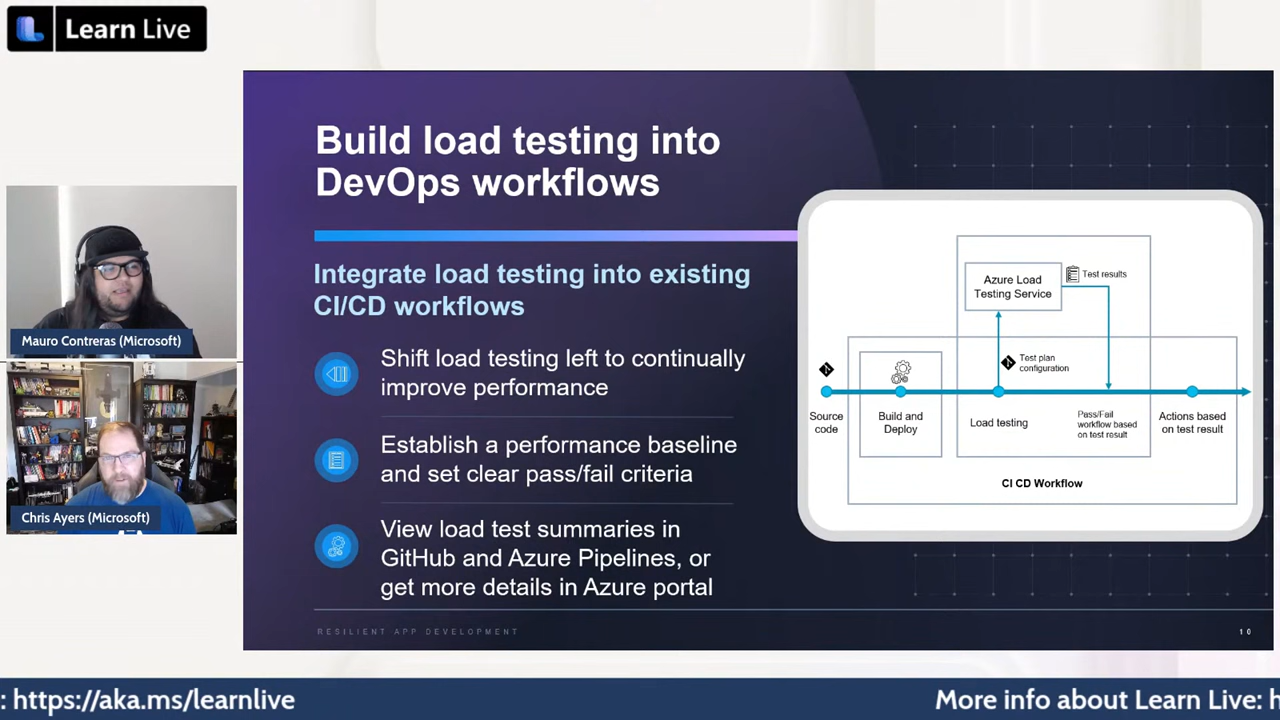 Learn Live
Build load testing into
DevOps workflows
Integrate load testing into existing
CI/CD workflows
Shift load testing left to continually
improve performance
Establish a performance baseline
and set clear pass/fail criteria
View load test summaries in
GitHub and Azure Pipelines, or
get more details in Azure portal
Azure Load
Testing Service
Test results
Test plan
configuration
Source
code
Build and
Deploy
Load testing
Pass/Fail
workflow based
on test result
Actions based
on test result
CI CD Workflow
RESILIENT APP DEVELOPMENT
10
Mauro Contreras (Microsoft)
Chris Ayers (Microsoft)
: https://aka.ms/learnlive
More info about Learn Live: h